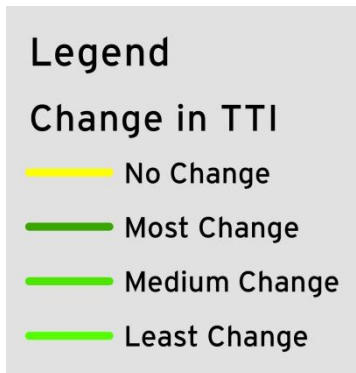 Legend
Change in TTI
No Change
Most Change
Medium Change
Least Change